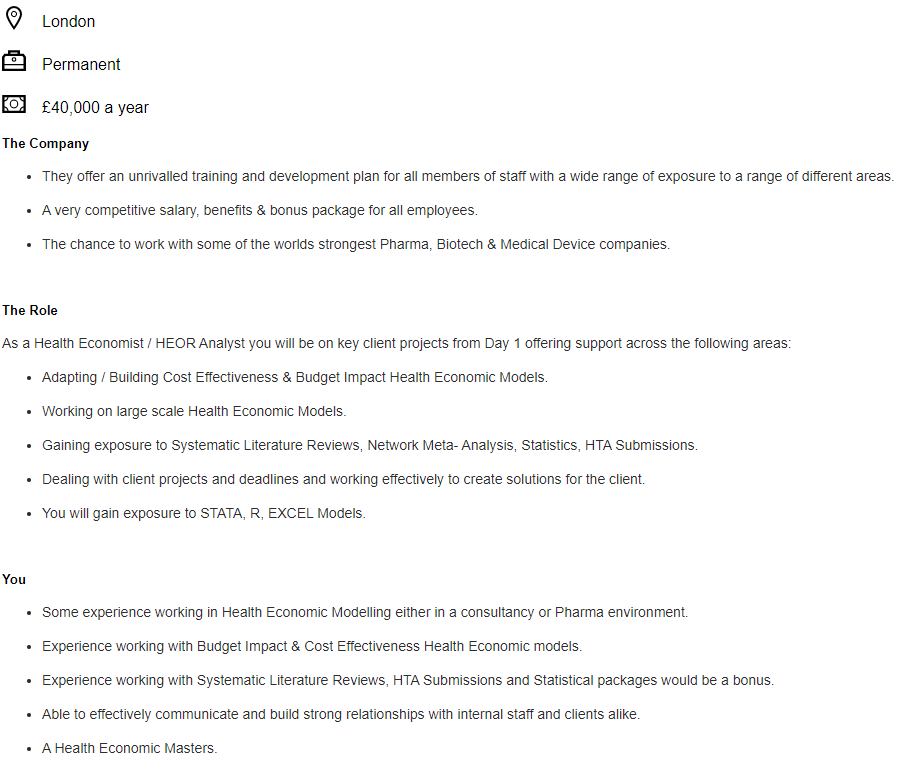 London
Permanent
£40,000 a year
The Company
They offer an unrivalled training and development plan for all members of staff with a wide range of exposure to a range of different areas.
A very competitive salary, benefits & bonus package for all employees.
The chance to work with some of the worlds strongest Pharma, Biotech & Medical Device companies.
The Role
As a Health Economist / HEOR Analyst you will be on key client projects from Day 1 offering support across the following areas:
Adapting / Building Cost Effectiveness & Budget Impact Health Economic Models.
Working on large scale Health Economic Models.
Gaining exposure to Systematic Literature Reviews, Network Meta- Analysis, Statistics, HTA Submissions.
Dealing with client projects and deadlines and working effectively to create solutions for the client.
You will gain exposure to STATA, R, EXCEL Models.
You
Some experience working in Health Economic Modelling either in a consultancy or Pharma environment.
Experience working with Budget Impact & Cost Effectiveness Health Economic models.
Experience working with Systematic Literature Reviews, HTA Submissions and Statistical packages would be a bonus.
Able to effectively communicate and build strong relationships with internal staff and clients alike.
A Health Economic Masters.